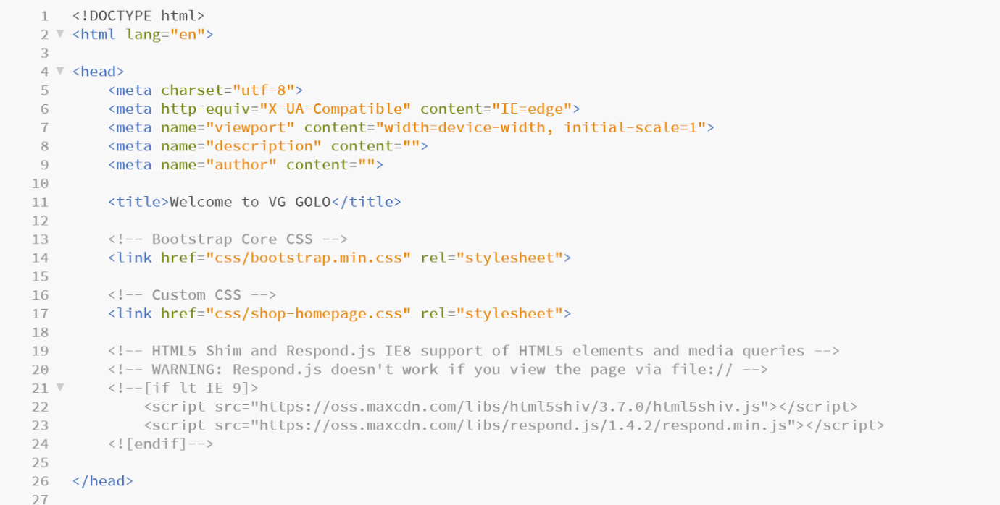 1 <!DOCTYPE html>
2 <html lang="en">
3
4 <head>
5 <meta charset="utf-8">
6 <meta http-equiv="X-UA-Compatible" content="IE=edge">
7 <meta name="viewport" content="width=device-width, initial-scale=1">
8 <meta name="description" content="">
9 <meta name="author" content="">
10
11 <title>Welcome to VG GOLO</title>
12
13 <!-- Bootstrap Core CSS -->
14 <link href="css/bootstrap.min.css" rel="stylesheet">
15
16 <!-- Custom CSS -->
17 <link href="css/shop-homepage.css" rel="stylesheet">
18
19 <!-- HTML5 Shim and Respond.js IE8 support of HTML5 elements and media queries -->
20 <!-- WARNING: Respond.js doesn't work if you view the page via file:// -->
21 <!--[if lt IE 9]>
22 <script src="https://oss.maxcdn.com/libs/html5shiv/3.7.0/html5shiv.js"></script>
23 <script src="https://oss.maxcdn.com/libs/respond.js/1.4.2/respond.min.js"></script>
24 <![endif]-->
25
26 </head>
27